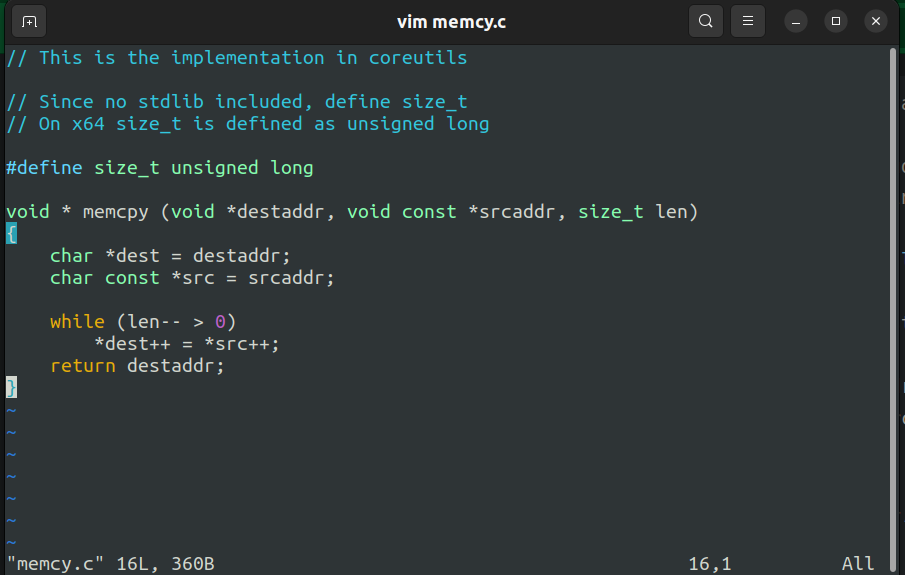 vim memcy.c
// This is the implementation in coreutils
// Since no stdlib included, define size_t
// On x64 size_t is defined as unsigned long
#define size_t unsigned long
void * memcpy (void *destaddr, void const *srcaddr, size_t len)
{
    char *dest = destaddr;
    char const *src = srcaddr;
    while (len-- > 0)
        *dest++ = *src++;
    return destaddr;
}
~
~
~
~
~
~
~
"memcy.c" 16L, 360B 16,1 All